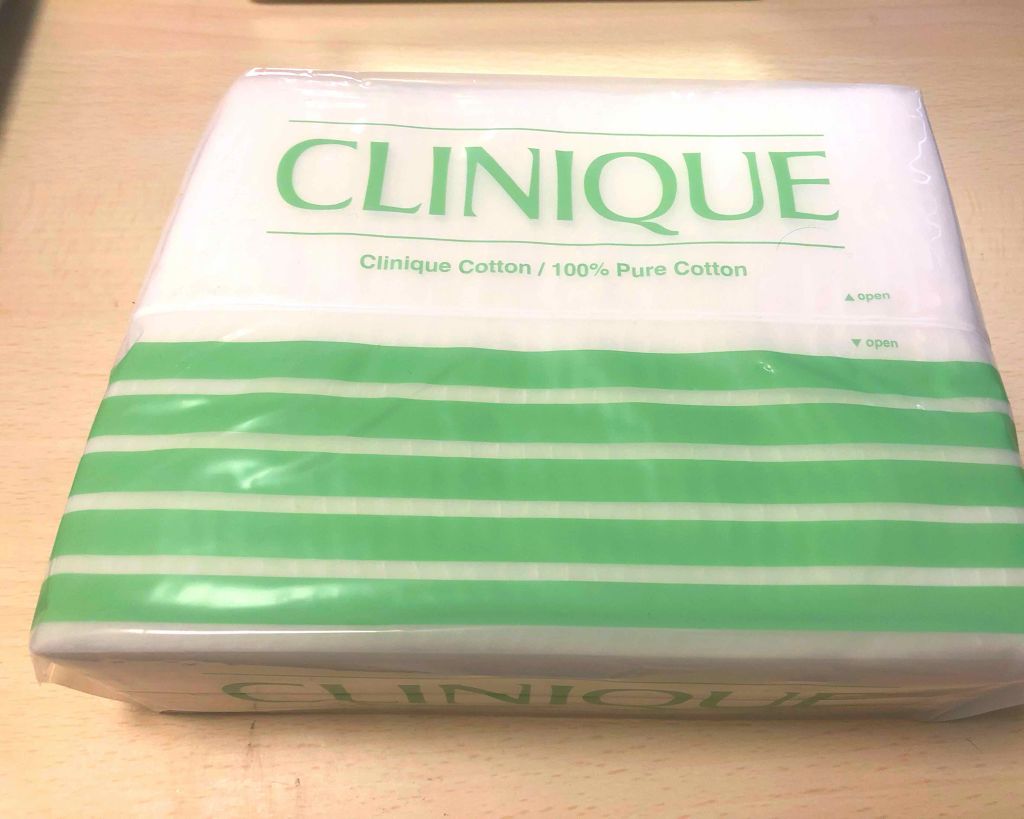 CLINIQUE
Clinique Cotton / 100% Pure Cotton
▲ open
▼ open
CLINIQUE